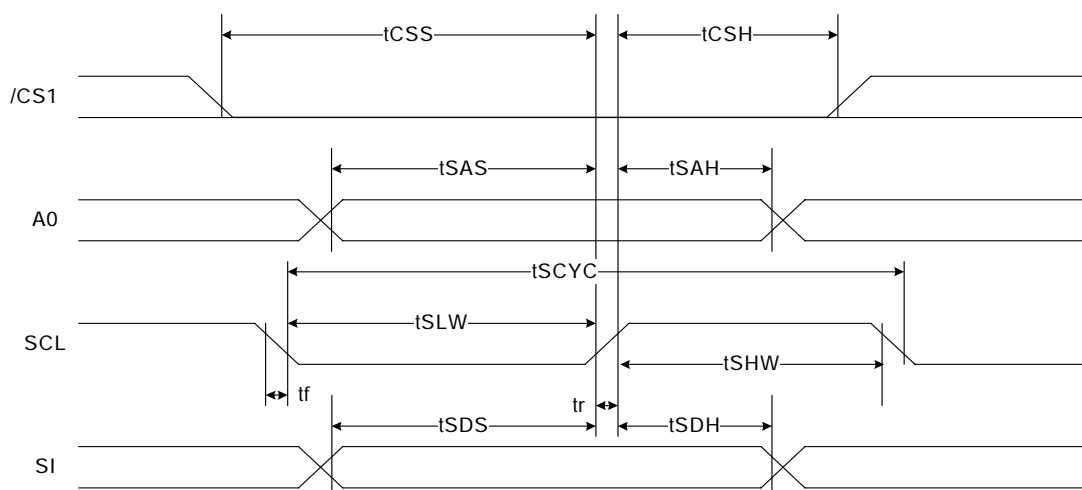 tCSS tCSH
/CS1
tSAS tSAH
A0
tSCYC
tSLW
SCL
tSHW
tf tr
tSDS tSDH
SI